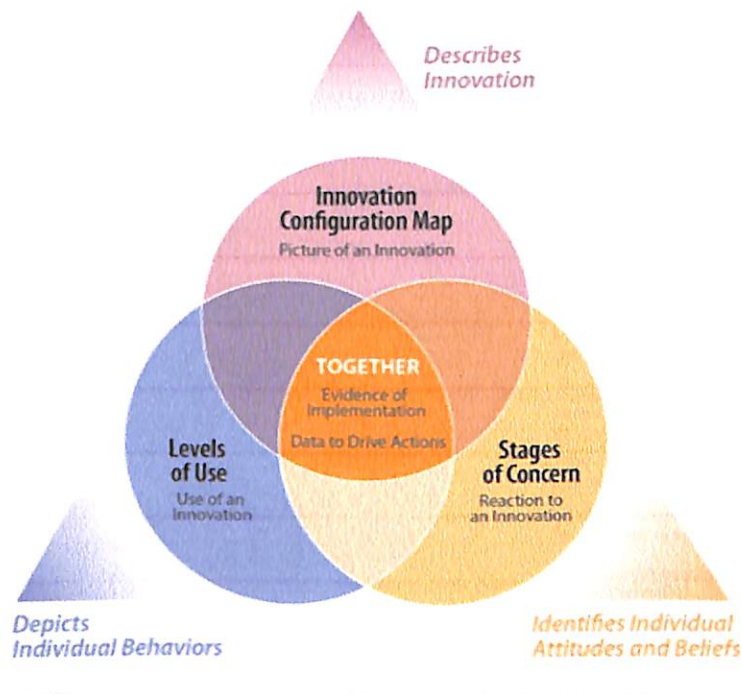 Describes
Innovation
Innovation
Configuration Map
Picture of an Innovation
TOGETHER
Evidence of
Implementation
Data to Drive Actions
Levels
of Use
Use of an
Innovation
Stages
of Concern
Reaction to
an Innovation
Depicts
Individual Behaviors
Identifies Individual
Attitudes and Beliefs